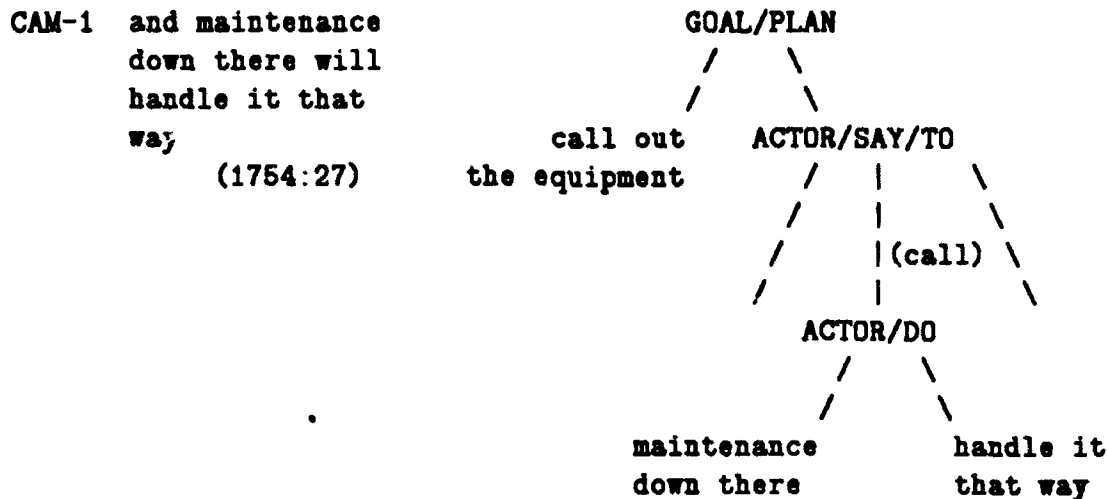 CAM-1 and maintenance GOAL/PLAN
down there will
handle it that
way call out ACTOR/SAY/TO
(1754:27) the equipment
(call)
ACTOR/DO
maintenance handle it
down there that way